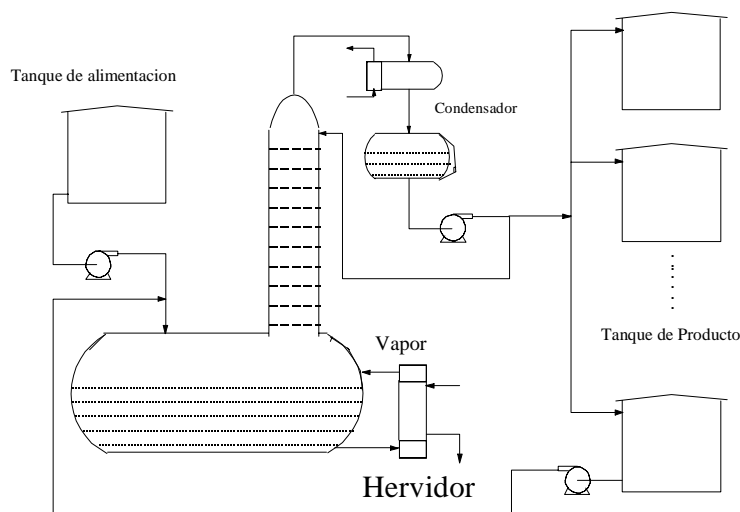 Tanque de alimentacion
Condensador
Tanque de Producto
Vapor
Hervidor